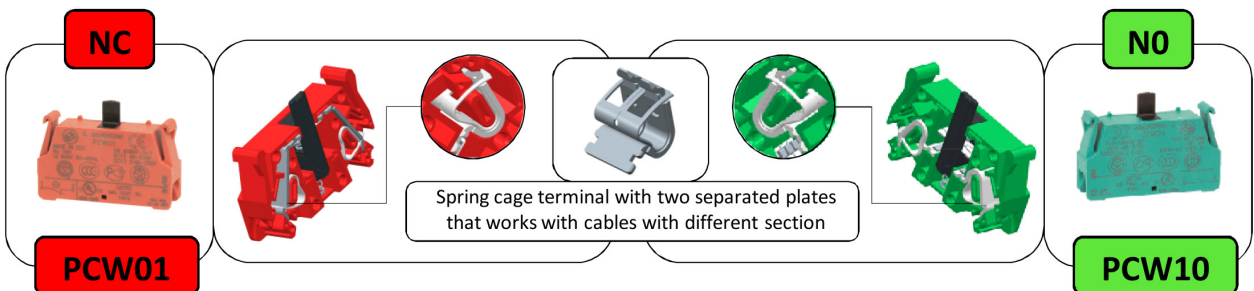 NC
N0
Spring cage terminal with two separated plates
that works with cables with different section
PCW01
PCW10